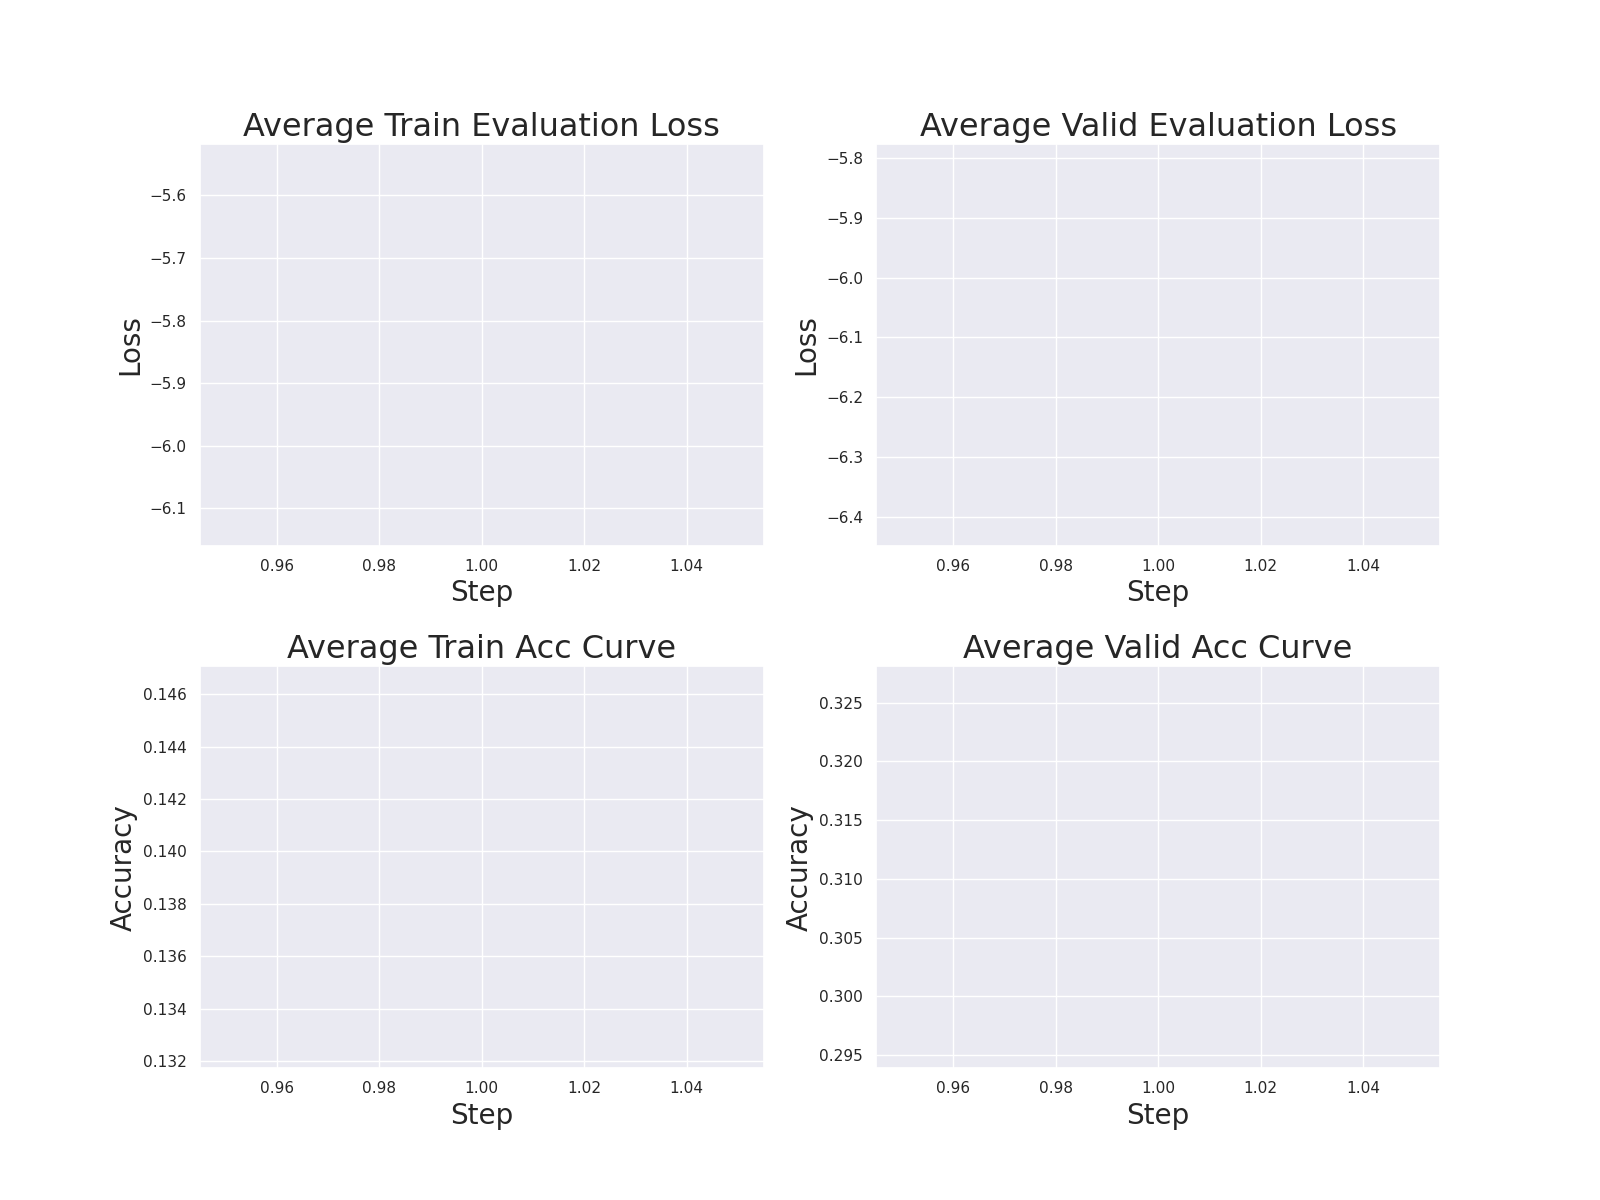 Average Train Evaluation Loss
−5.6
−5.7
−5.8
−5.9
−6.0
−6.1
Loss
0.96 0.98 1.00 1.02 1.04
Step
Average Valid Evaluation Loss
−5.8
−5.9
−6.0
−6.1
−6.2
−6.3
−6.4
Loss
0.96 0.98 1.00 1.02 1.04
Step
Average Train Acc Curve
0.146
0.144
0.142
0.140
0.138
0.136
0.134
0.132
Accuracy
0.96 0.98 1.00 1.02 1.04
Step
Average Valid Acc Curve
0.325
0.320
0.315
0.310
0.305
0.300
0.295
Accuracy
0.96 0.98 1.00 1.02 1.04
Step